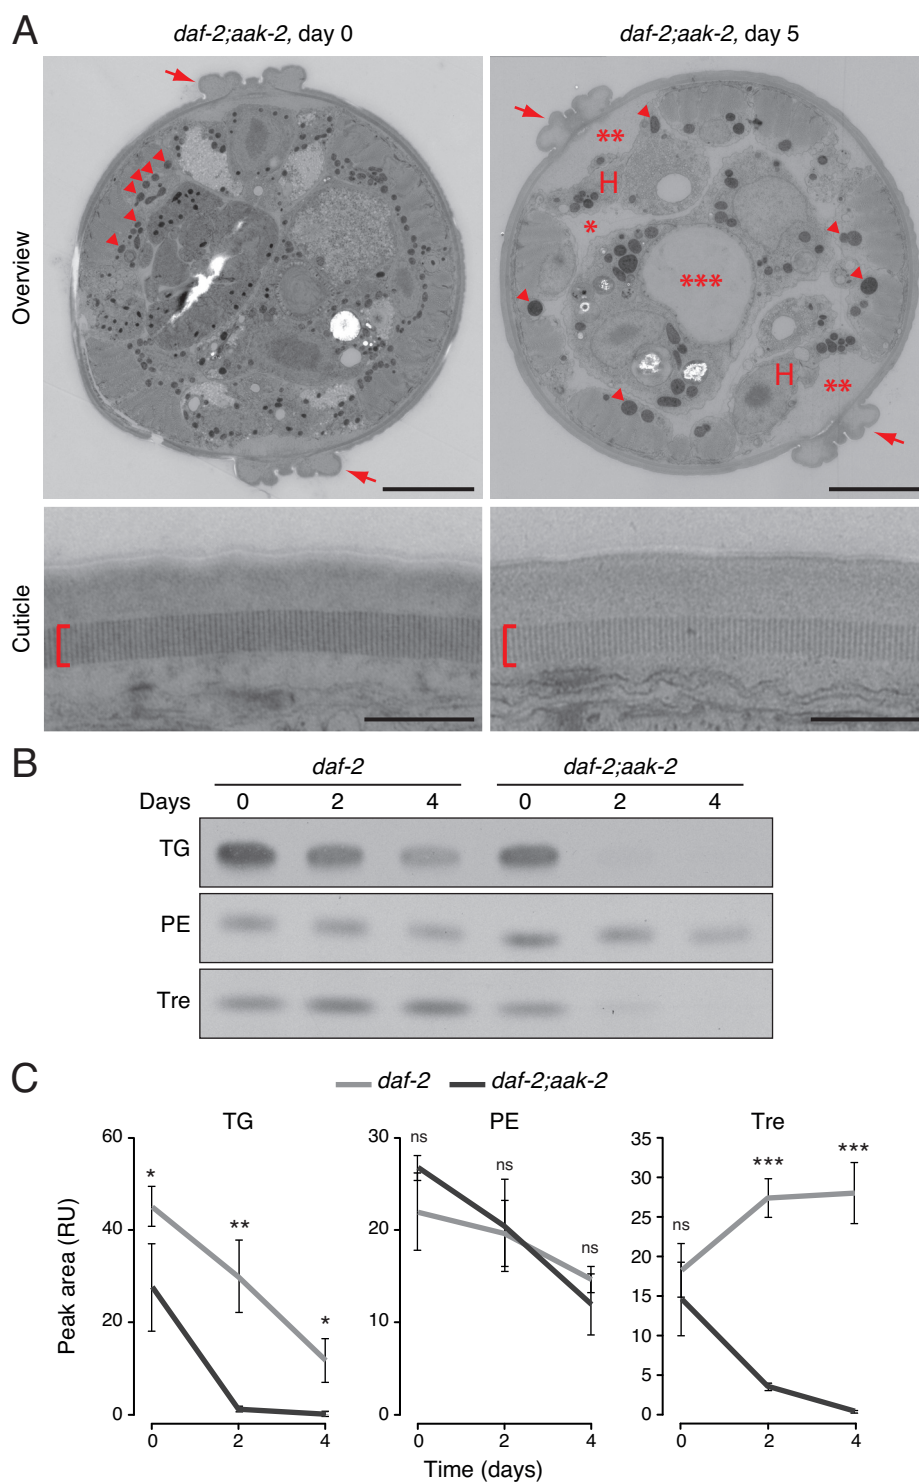 A
daf-2;aak-2, day 0
daf-2;aak-2, day 5
Overview
**
H
*
***
H
**
Cuticle
B
daf-2
daf-2;aak-2
Days 0 2 4 0 2 4
TG
PE
Tre
C
daf-2
daf-2;aak-2
TG
PE
Tre
Peak area (RU)
60
40
20
0
*
**
*
0 2 4
30
20
10
0
ns
ns
ns
0 2 4
35
30
25
20
15
10
5
0
ns
***
***
0 2 4
Time (days)